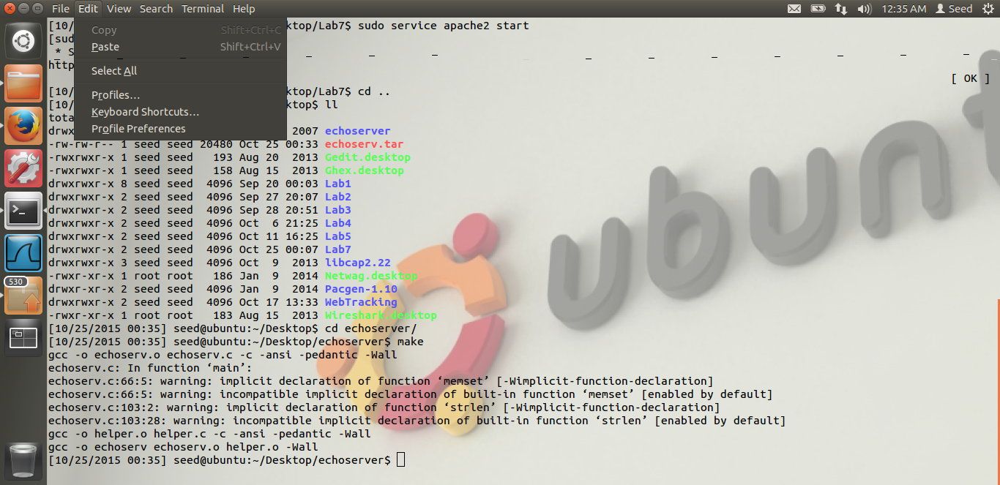 File Edit View Search Terminal Help 12:35 AM Seed
Copy Shift+Ctrl+C
Paste Shift+Ctrl+V
Select All
Profiles…
Keyboard Shortcuts…
Profile Preferences
[10/ ktop/Lab7$ sudo service apache2 start
[sud
* S
http
[ OK ]
[10/ ktop/Lab7$ cd ..
[10/ ktop$ ll
tota
drwx 2007 echoserver
-rw-rw-r-- 1 seed seed 20480 Oct 25 00:33 echoserv.tar
-rwxrwxr-x 1 seed seed 193 Aug 20 2013 Gedit.desktop
-rwxrwxr-x 1 seed seed 158 Aug 15 2013 Ghex.desktop
drwxrwxr-x 8 seed seed 4096 Sep 20 00:03 Lab1
drwxrwxr-x 2 seed seed 4096 Sep 27 20:07 Lab2
drwxrwxr-x 2 seed seed 4096 Sep 28 20:51 Lab3
drwxrwxr-x 2 seed seed 4096 Oct 6 21:25 Lab4
drwxrwxr-x 2 seed seed 4096 Oct 11 16:25 Lab5
drwxrwxr-x 2 seed seed 4096 Oct 25 00:07 Lab7
drwxrwxr-x 3 seed seed 4096 Oct 9 2013 libcap2.22
-rwxr-xr-x 1 root root 186 Jan 9 2014 Netwag.desktop
drwxr-xr-x 2 seed seed 4096 Jan 9 2014 Pacgen-1.10
drwxrwxr-x 2 seed seed 4096 Oct 17 13:33 WebTracking
-rwxr-xr-x 1 root root 183 Aug 15 2013 Wireshark.desktop
[10/25/2015 00:35] seed@ubuntu:~/Desktop$ cd echoserver/
[10/25/2015 00:35] seed@ubuntu:~/Desktop/echoserver$ make
gcc -o echoserv.o echoserv.c -c -ansi -pedantic -Wall
echoserv.c: In function ‘main’:
echoserv.c:66:5: warning: implicit declaration of function ‘memset’ [-Wimplicit-function-declaration]
echoserv.c:66:5: warning: incompatible implicit declaration of built-in function ‘memset’ [enabled by default]
echoserv.c:103:2: warning: implicit declaration of function ‘strlen’ [-Wimplicit-function-declaration]
echoserv.c:103:28: warning: incompatible implicit declaration of built-in function ‘strlen’ [enabled by default]
gcc -o helper.o helper.c -c -ansi -pedantic -Wall
gcc -o echoserv echoserv.o helper.o -Wall
[10/25/2015 00:35] seed@ubuntu:~/Desktop/echoserver$
530
ubunt